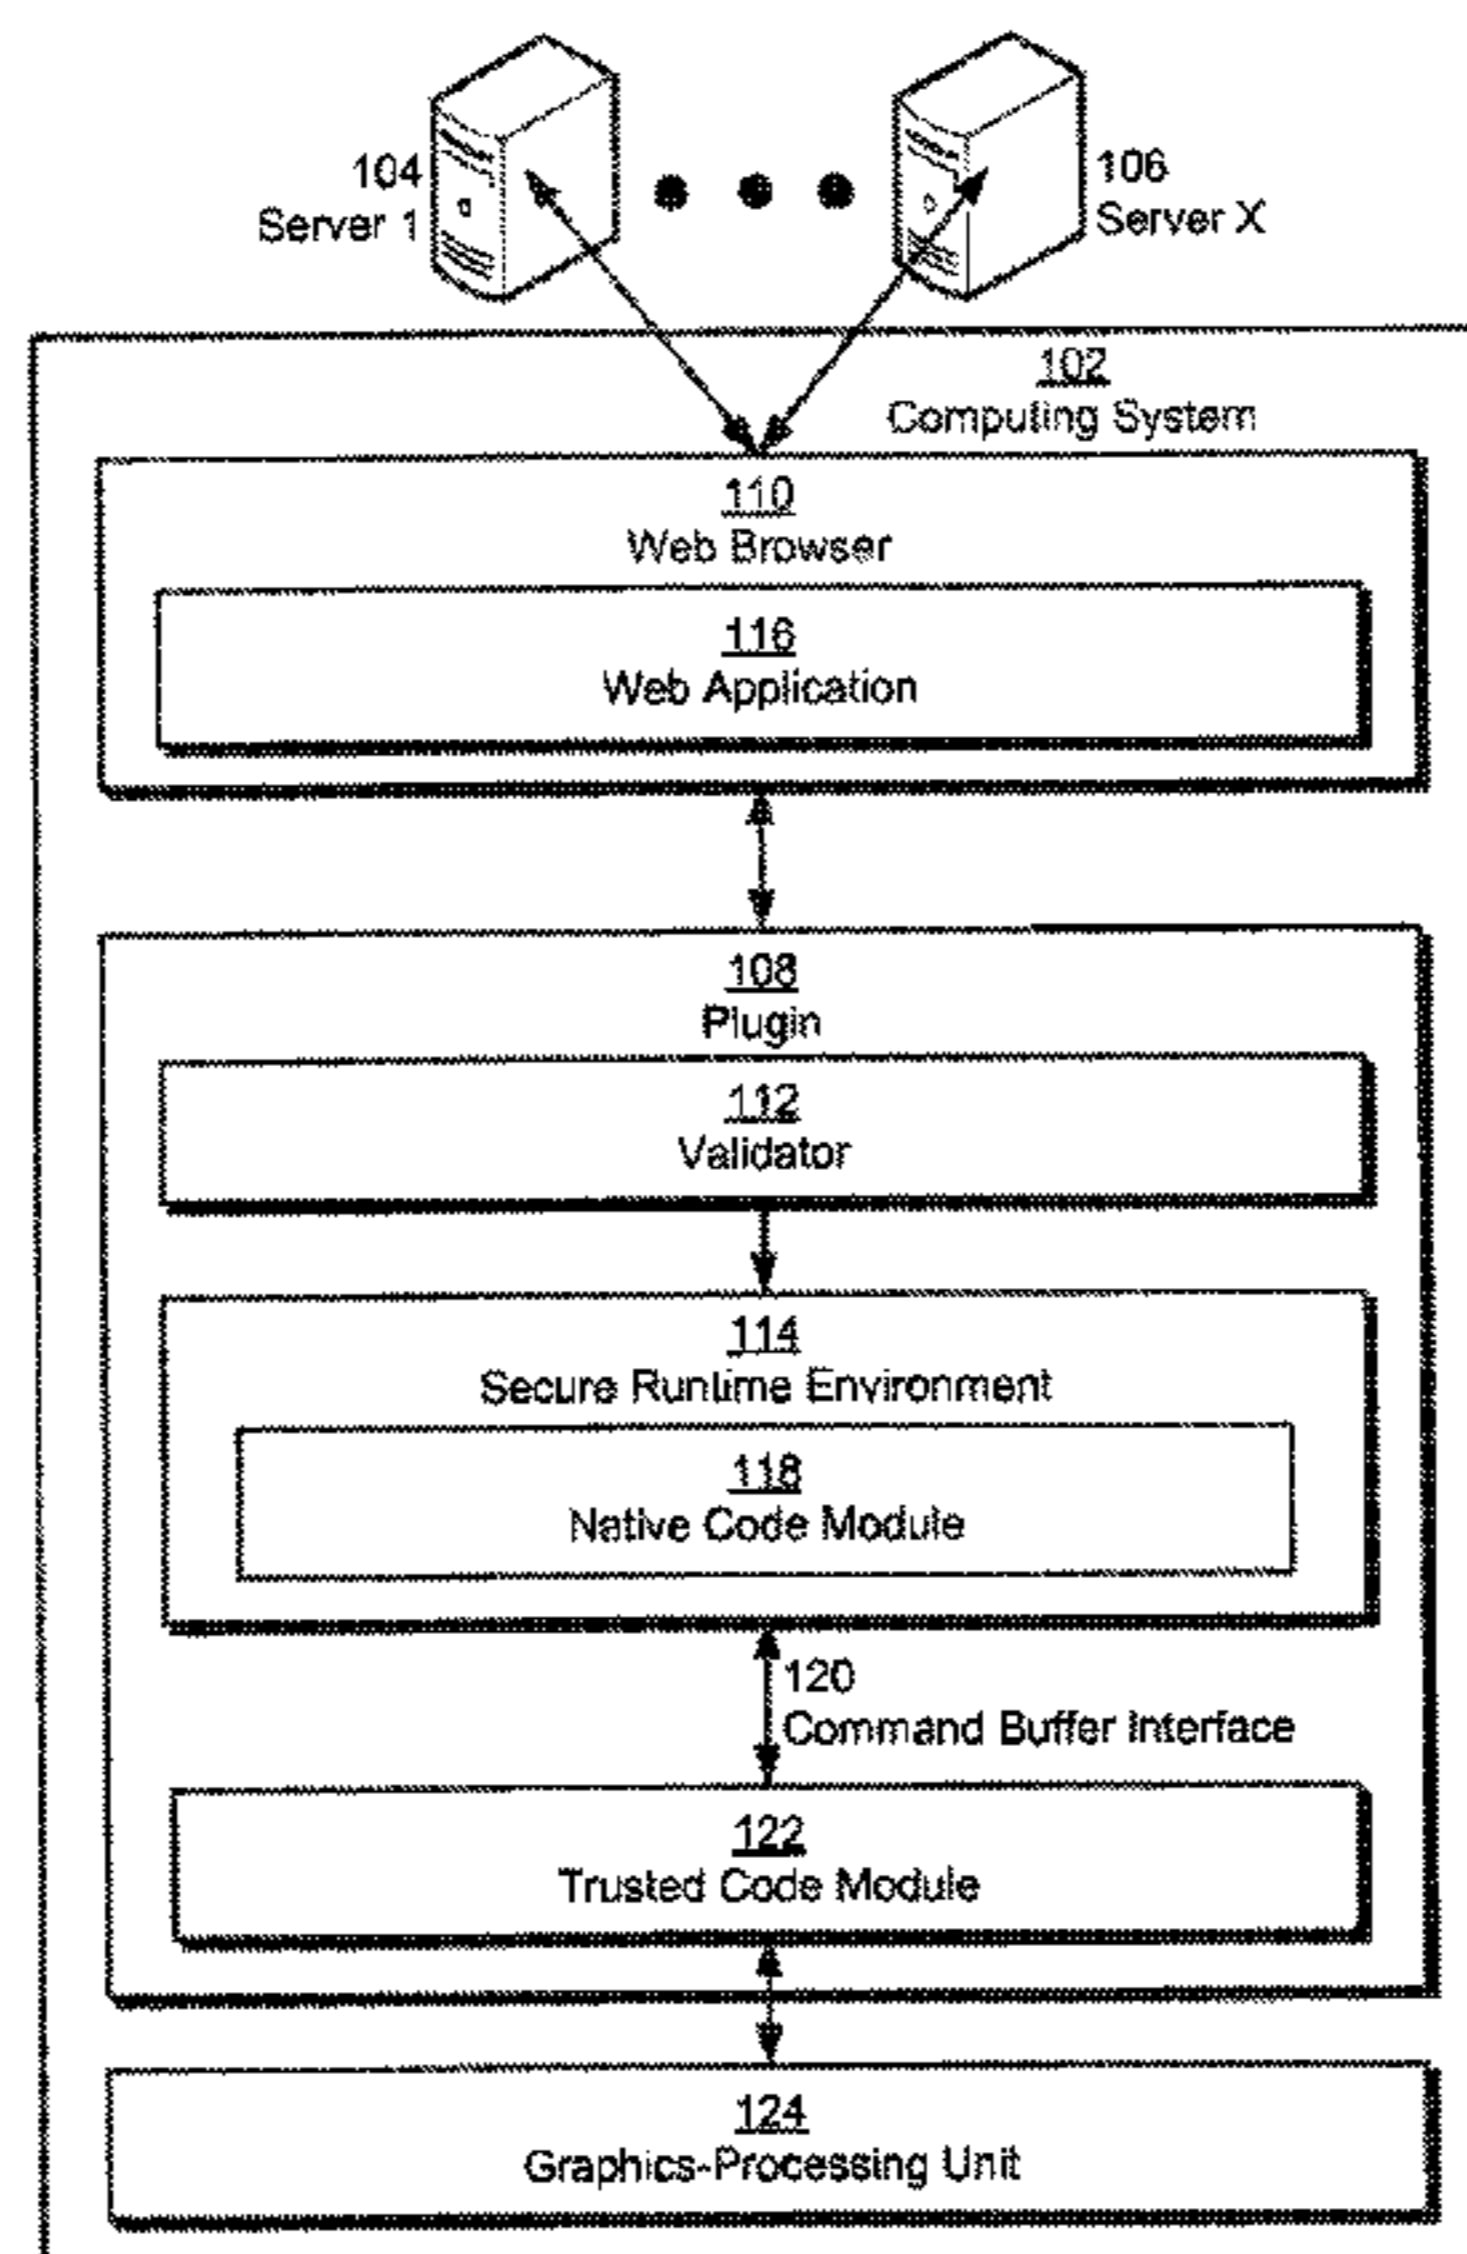 104
Server 1
106
Server X
102
Computing System
110
Web Browser
116
Web Application
108
Plugin
112
Validator
114
Secure Runtime Environment
118
Native Code Module
120
Command Buffer Interface
122
Trusted Code Module
124
Graphics-Processing Unit